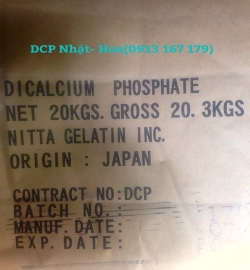 DCP Nhật- Hoa(0913 167 179)
DICALCIUM PHOSPHATE
NET 20KGS. GROSS 20.3KGS
NITTA GELATIN INC.
ORIGIN : JAPAN
CONTRACT NO:DCP
BATCH NO.:
MANUF. DATE:
EXP. DATE: